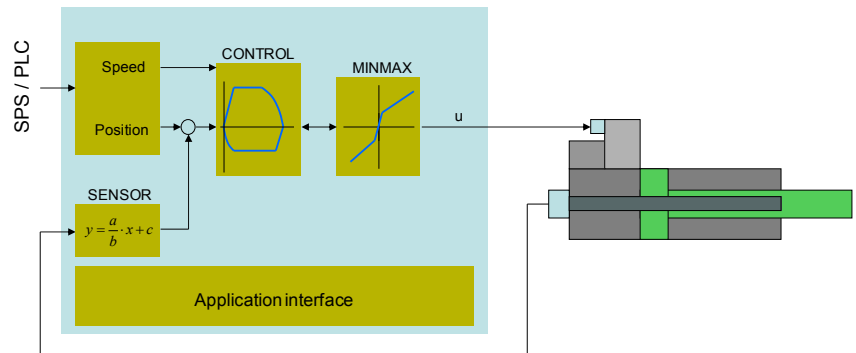 SPS / PLC
Speed
Position
CONTROL
MINMAX
u
SENSOR
y = a/b · x + c
Application interface